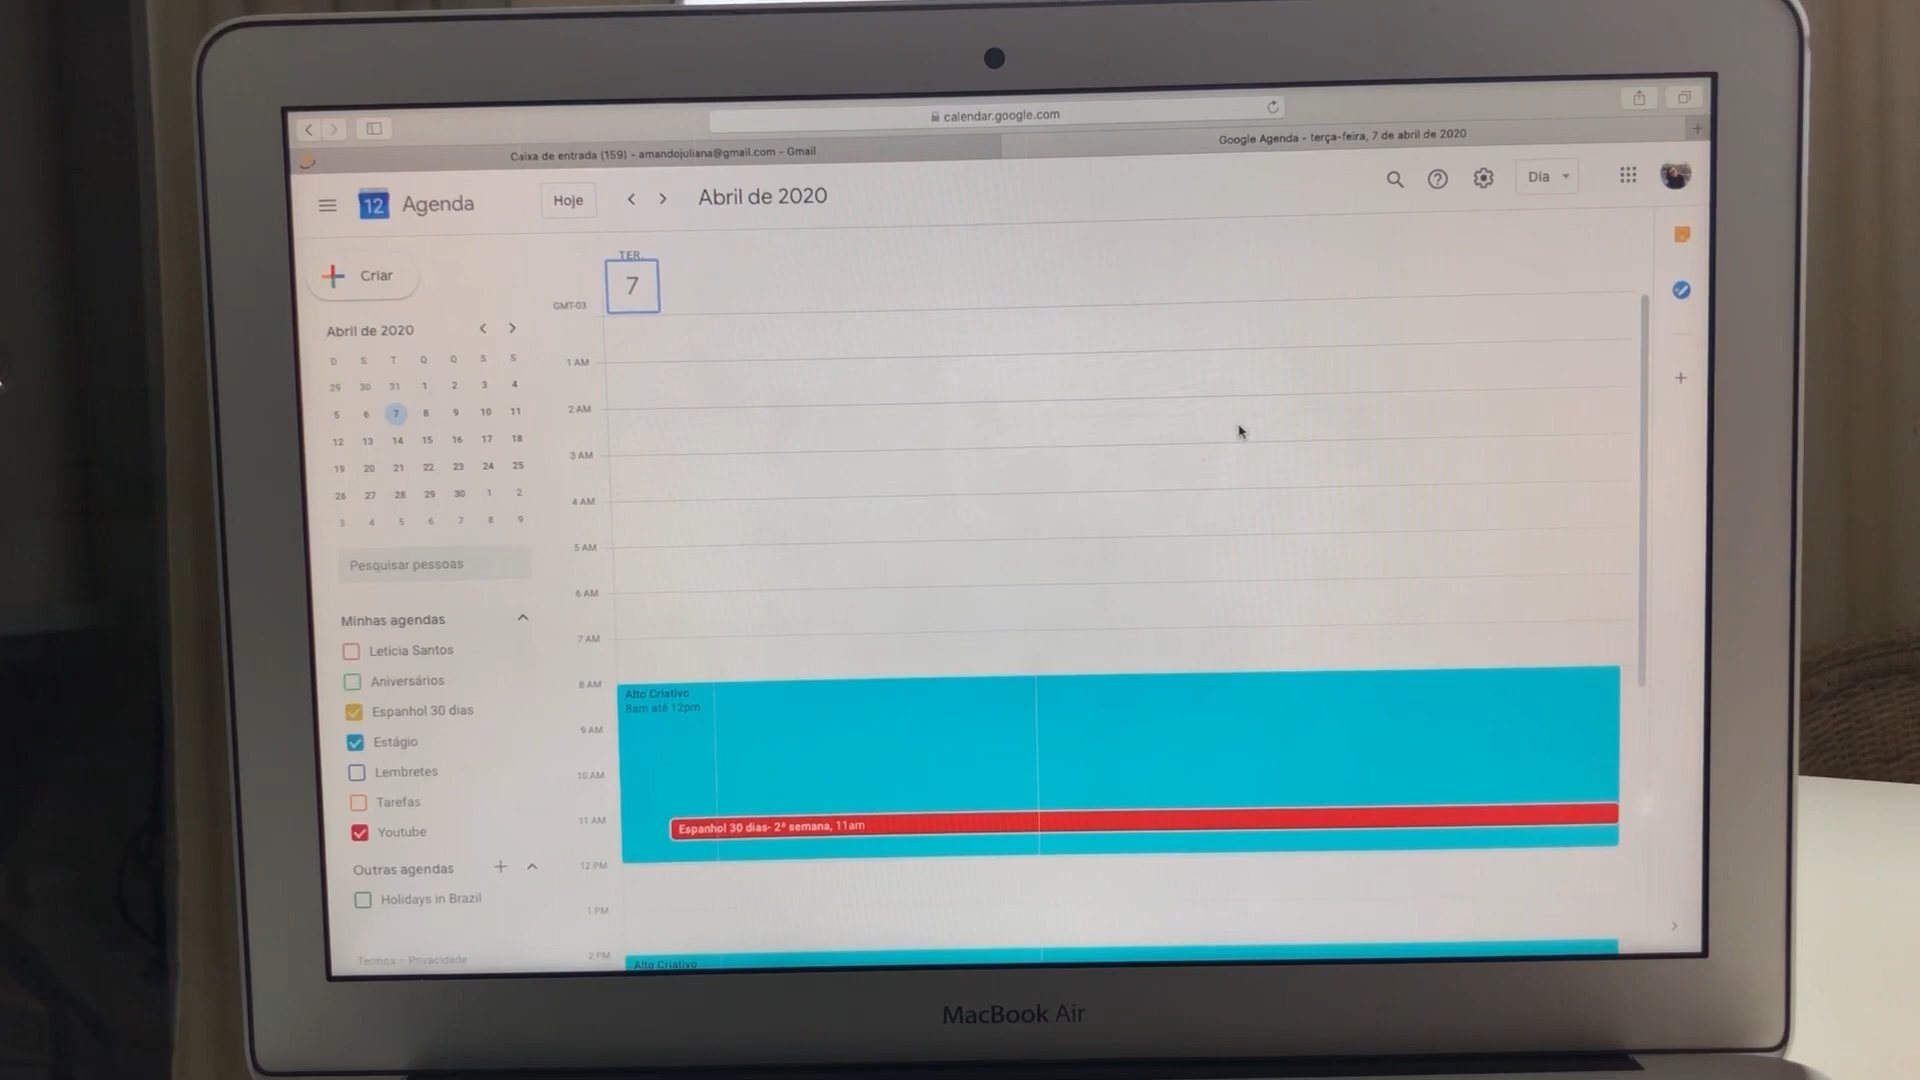 calendar.google.com
Caixa de entrada (159) - amandojuliana@gmail.com - Gmail
Google Agenda - terça-feira, 7 de abril de 2020
12
Agenda
Hoje
Abril de 2020
Dia
Criar
TER.
7
GMT-03
Abril de 2020
D S T Q Q S S
29 30 31 1 2 3 4
5 6 7 8 9 10 11
12 13 14 15 16 17 18
19 20 21 22 23 24 25
26 27 28 29 30 1 2
3 4 5 6 7 8 9
Pesquisar pessoas
Minhas agendas
Leticia Santos
Aniversários
Espanhol 30 dias
Estágio
Lembretes
Tarefas
Youtube
Outras agendas
Holidays in Brazil
Termos – Privacidade
1 AM
2 AM
3 AM
4 AM
5 AM
6 AM
7 AM
8 AM
Alto Criativo
8am até 12pm
9 AM
10 AM
11 AM
Espanhol 30 dias- 2ª semana, 11am
12 PM
1 PM
2 PM
Alto Criativo
MacBook Air